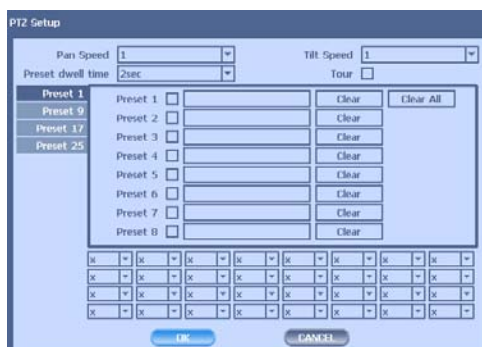 PTZ Setup
Pan Speed 1 Tilt Speed 1
Preset dwell time 2sec Tour
Preset 1
Preset 9
Preset 17
Preset 25
Preset 1 Clear Clear All
Preset 2 Clear
Preset 3 Clear
Preset 4 Clear
Preset 5 Clear
Preset 6 Clear
Preset 7 Clear
Preset 8 Clear
x x x x x x x x
x x x x x x x x
x x x x x x x x
x x x x x x x x
OK CANCEL